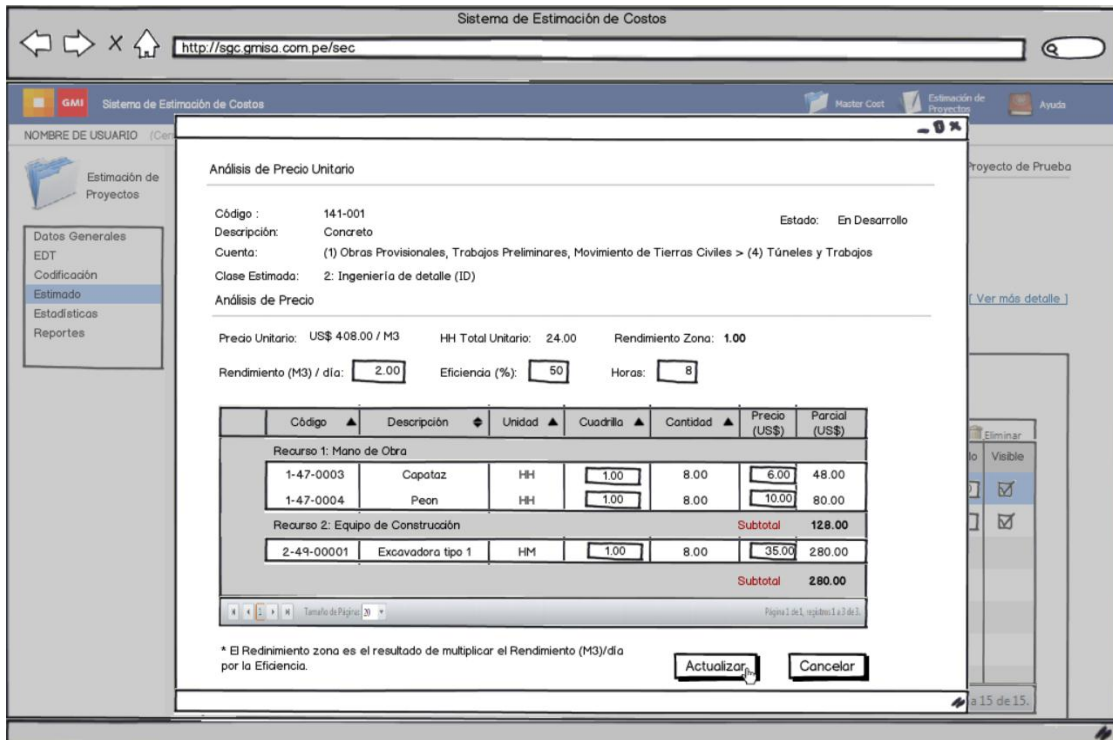 Sistema de Estimación de Costos
http://sgc.gmisa.com.pe/sec
GMI Sistema de Estimación de Costos
Master Cost
Estimación de Proyectos
Ayuda
NOMBRE DE USUARIO
Proyecto de Prueba
Estimación de
Proyectos
Datos Generales
EDT
Codificación
Estimado
Estadísticas
Reportes
[ Ver más detalle ]
Eliminar
Visible
a 15 de 15.
Análisis de Precio Unitario
Código : 141-001
Estado: En Desarrollo
Descripción: Concreto
Cuenta: (1) Obras Provisionales, Trabajos Preliminares, Movimiento de Tierras Civiles > (4) Túneles y Trabajos
Clase Estimada: 2: Ingeniería de detalle (ID)
Análisis de Precio
Precio Unitario: US$ 408.00 / M3 HH Total Unitario: 24.00 Rendimiento Zona: 1.00
Rendimiento (M3) / día: 2.00 Eficiencia (%): 50 Horas: 8
Código Descripción Unidad Cuadrilla Cantidad Precio (US$) Parcial (US$)
Recurso 1: Mano de Obra
1-47-0003 Capataz HH 1.00 8.00 6.00 48.00
1-47-0004 Peon HH 1.00 8.00 10.00 80.00
Recurso 2: Equipo de Construcción Subtotal 128.00
2-49-00001 Excavadora tipo 1 HM 1.00 8.00 35.00 280.00
Subtotal 280.00
1 Tamaño de Página: 20 Página 1 de 1, registros 1 a 3 de 3.
* El Redinimiento zona es el resultado de multiplicar el Rendimiento (M3)/día
por la Eficiencia.
Actualizar Cancelar